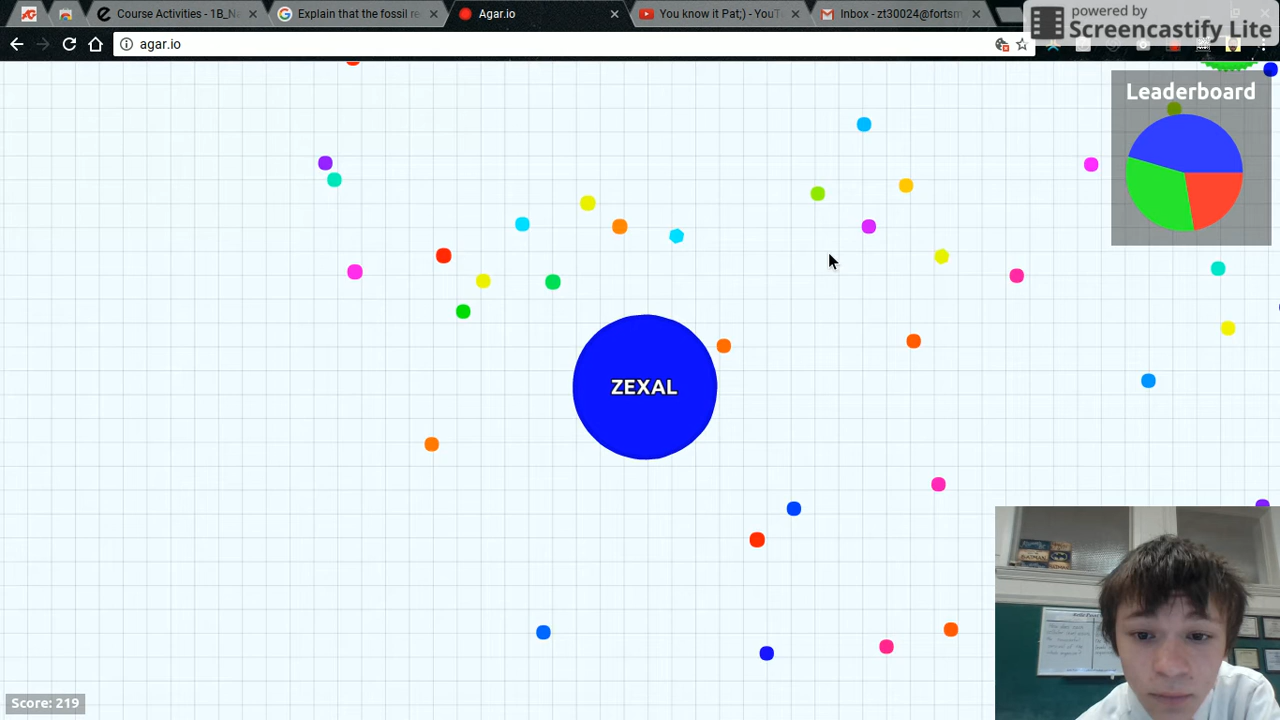 Course Activities - 1B_N
Explain that the fossil re
Agar.io
You know it Pat;) - YouT
Inbox - zt30024@fortsm
powered by
Screencastify Lite
agar.io
Leaderboard
ZEXAL
BATMAN
Score: 219